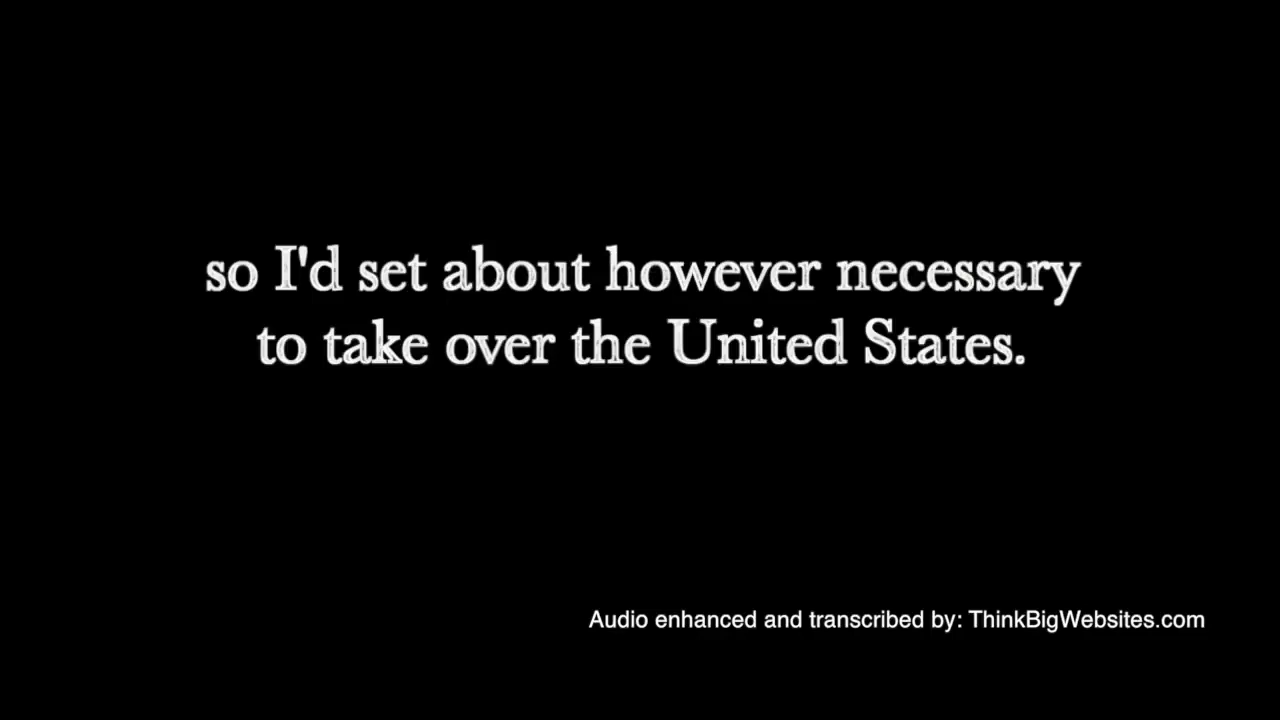 so I'd set about however necessary
to take over the United States.
Audio enhanced and transcribed by: ThinkBigWebsites.com